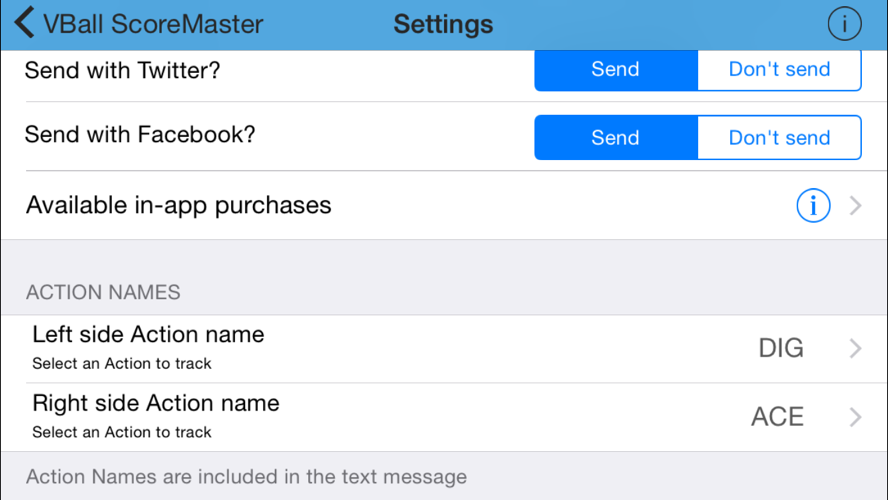 VBall ScoreMaster Settings i
Send with Twitter? Send Don't send
Send with Facebook? Send Don't send
Available in-app purchases i
ACTION NAMES
Left side Action name
Select an Action to track
DIG
Right side Action name
Select an Action to track
ACE
Action Names are included in the text message